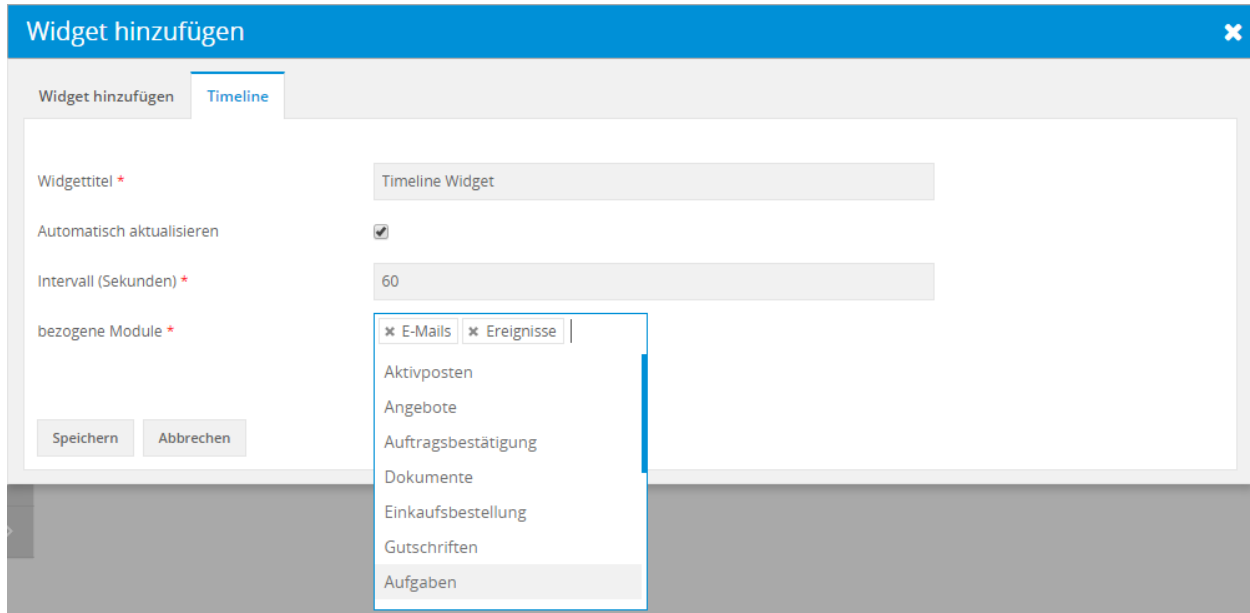 Widget hinzufügen
Widget hinzufügen Timeline
Widgettitel * Timeline Widget
Automatisch aktualisieren
Intervall (Sekunden) * 60
bezogene Module * E-Mails Ereignisse
Aktivposten
Angebote
Speichern Abbrechen
Auftragsbestätigung
Dokumente
Einkaufsbestellung
Gutschriften
Aufgaben